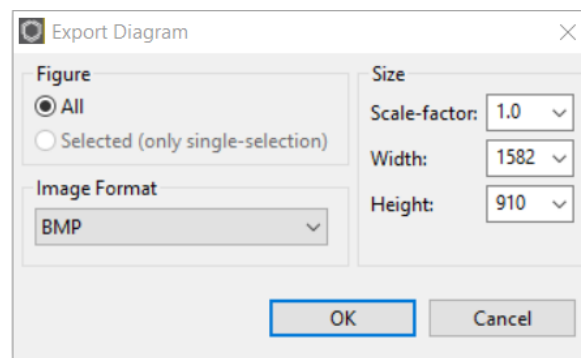 Export Diagram
Figure
All
Selected (only single-selection)
Image Format
BMP
Size
Scale-factor: 1.0
Width: 1582
Height: 910
OK
Cancel